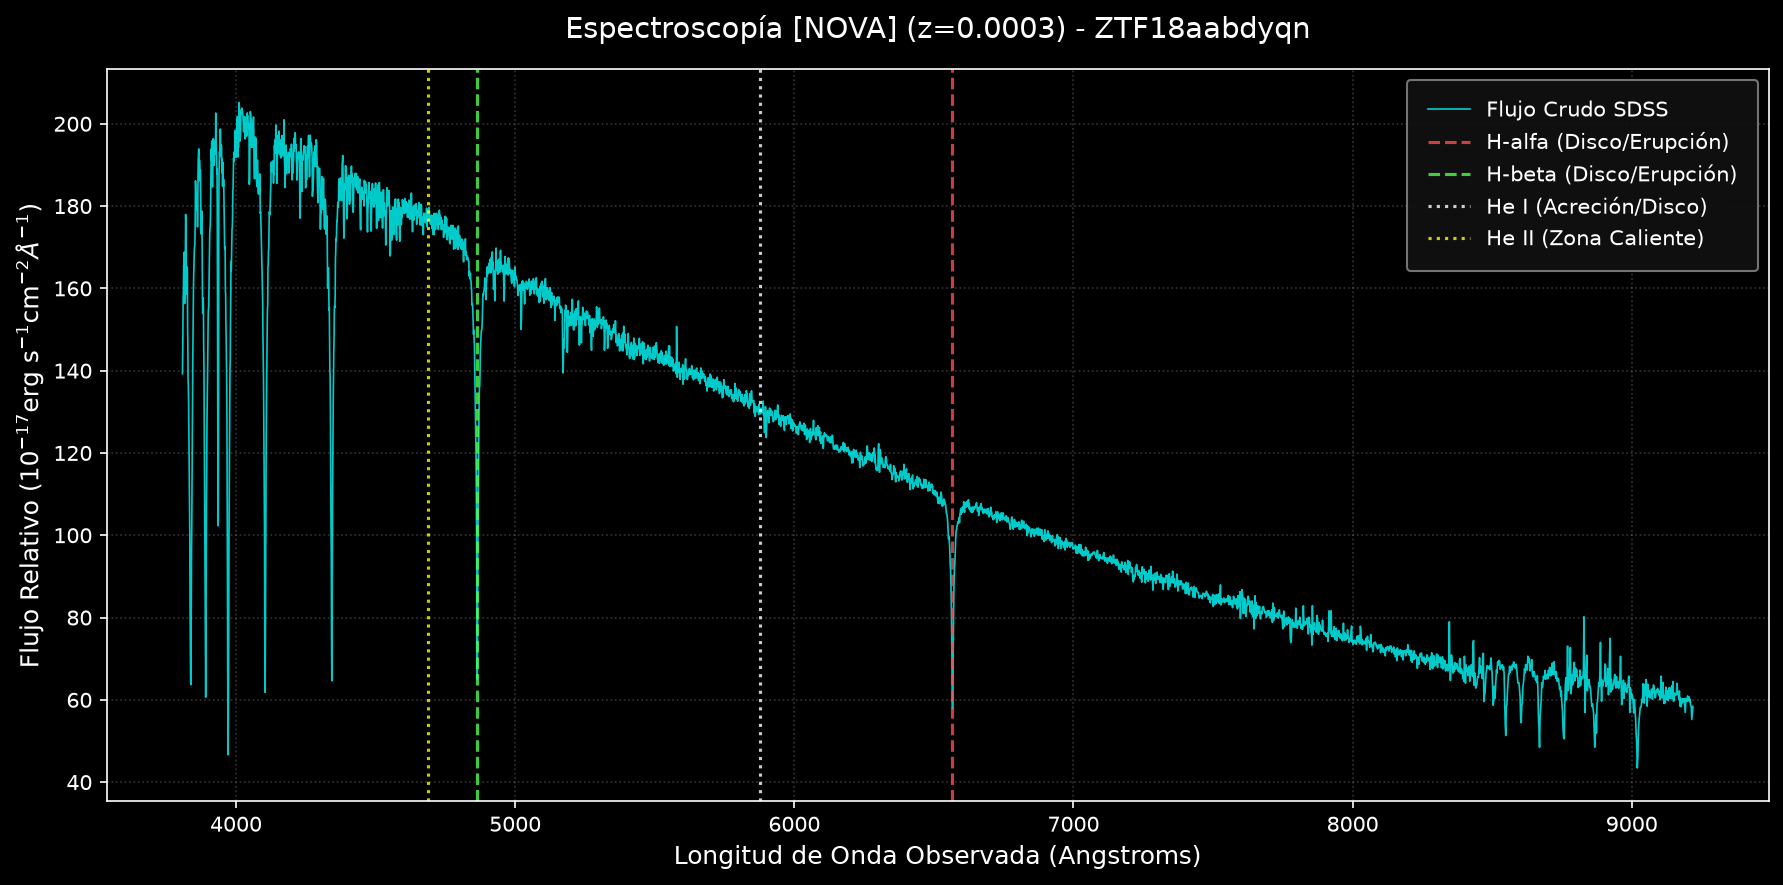 Espectroscopía [NOVA] (z=0.0003) - ZTF18aabdyqn
Flujo Relativo (10⁻¹⁷erg s⁻¹cm⁻²Å⁻¹)
200
180
160
140
120
100
80
60
40
Flujo Crudo SDSS
H-alfa (Disco/Erupción)
H-beta (Disco/Erupción)
He I (Acreción/Disco)
He II (Zona Caliente)
4000 5000 6000 7000 8000 9000
Longitud de Onda Observada (Angstroms)